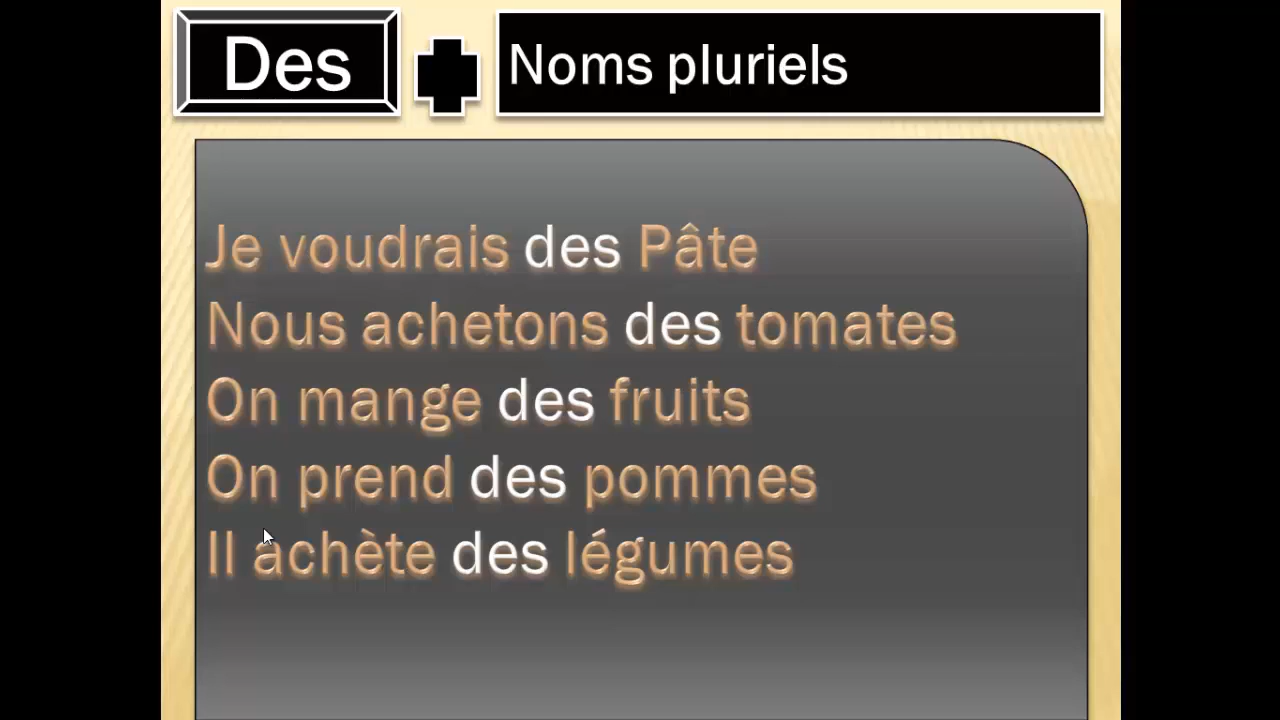 Des
Noms pluriels
Je voudrais des Pâte
Nous achetons des tomates
On mange des fruits
On prend des pommes
Il achète des légumes